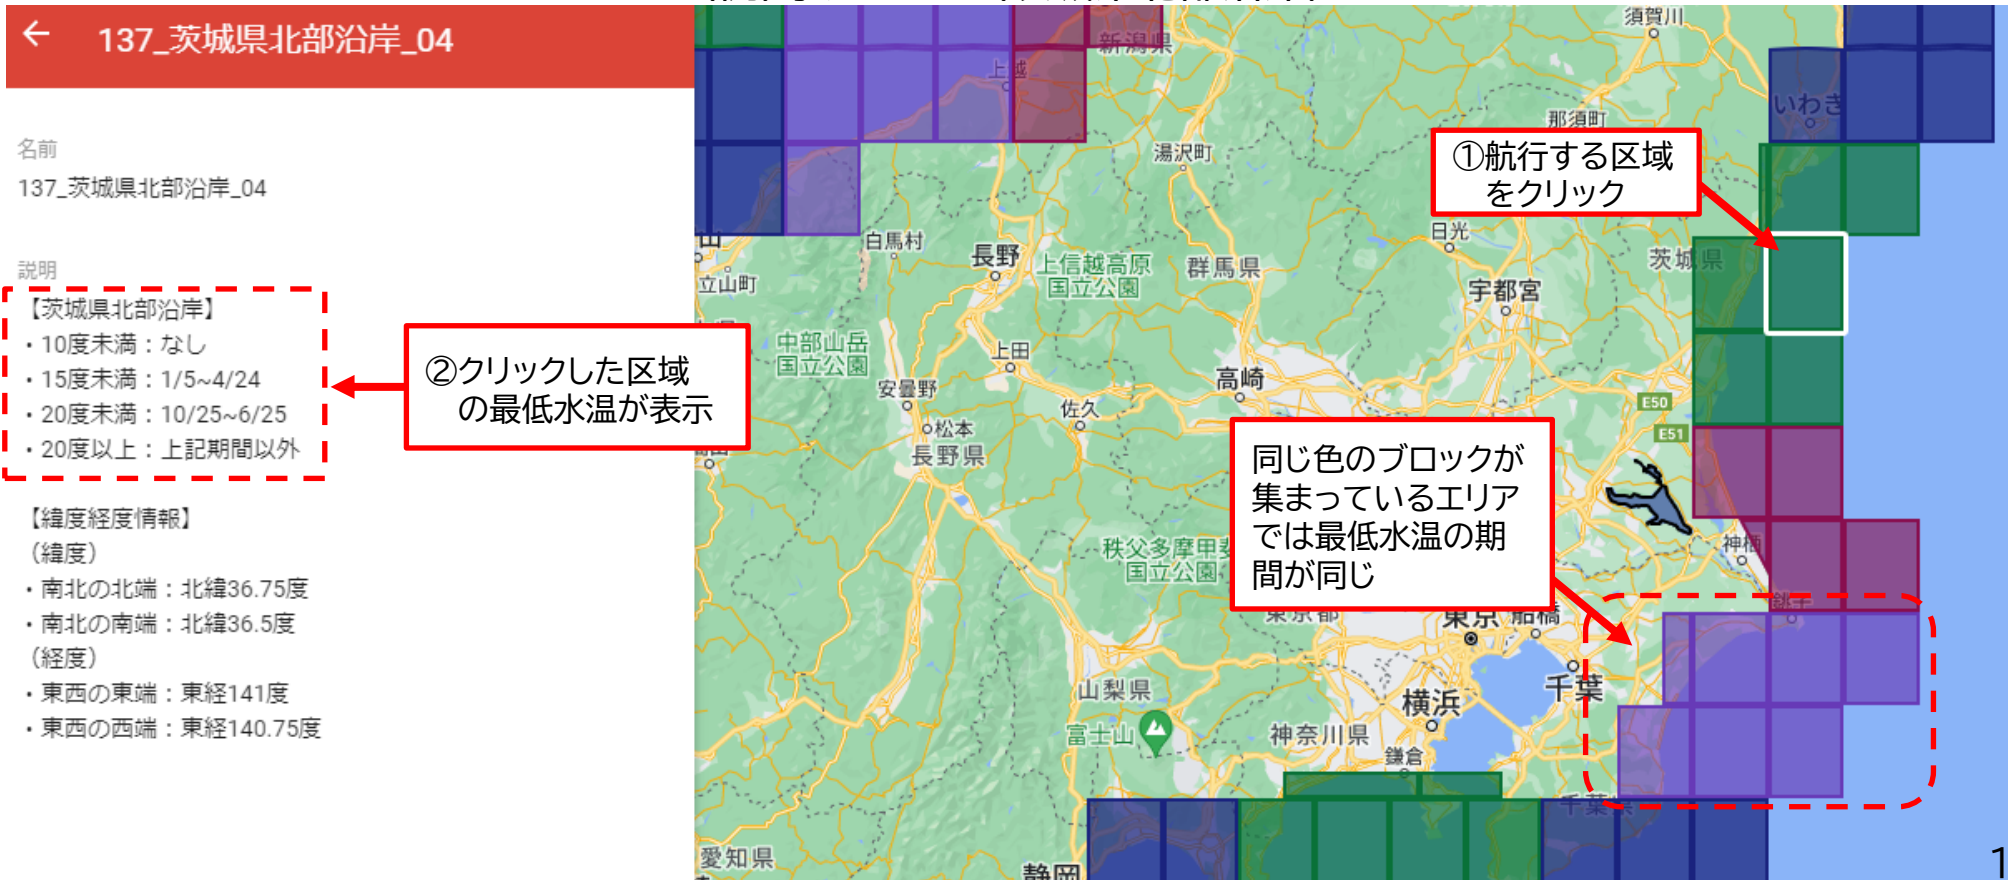 137_茨城県北部沿岸_04
名前
137_茨城県北部沿岸_04
説明
【茨城県北部沿岸】
・10度未満：なし
・15度未満：1/5~4/24
・20度未満：10/25~6/25
・20度以上：上記期間以外
【緯度経度情報】
（緯度）
・南北の北端：北緯36.75度
・南北の南端：北緯36.5度
（経度）
・東西の東端：東経141度
・東西の西端：東経140.75度
①航行する区域
をクリック
②クリックした区域
の最低水温が表示
同じ色のブロックが
集まっているエリア
では最低水温の期
間が同じ
須賀川
新潟県
上越
いわき
那須町
湯沢町
日光
白馬村
長野
上信越高原
国立公園
群馬県
茨城県
立山町
宇都宮
中部山岳
国立公園
上田
安曇野
高崎
佐久
E50
松本
E51
長野県
神栖
秩父多摩甲
国立公園
東京都
東京
船橋
銚子
千葉
山梨県
横浜
富士山
神奈川県
鎌倉
千葉県
愛知県
静岡
1